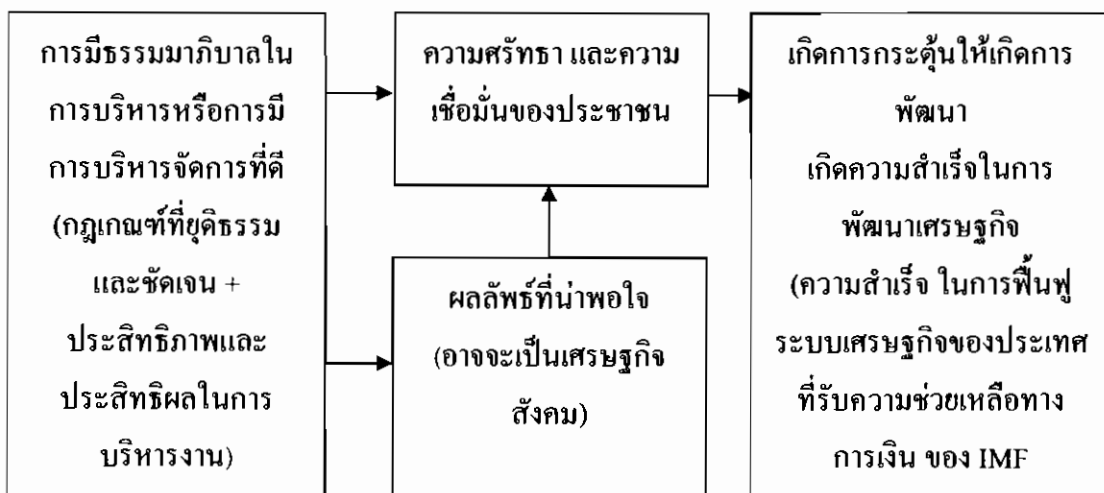 การมีธรรมมาภิบาลใน
การบริหารหรือการมี
การบริหารจัดการที่ดี
(กฎเกณฑ์ที่ยุติธรรม
และชัดเจน +
ประสิทธิภาพและ
ประสิทธิผลในการ
บริหารงาน)
ความศรัทธา และความ
เชื่อมั่นของประชาชน
ผลลัพธ์ที่น่าพอใจ
(อาจจะเป็นเศรษฐกิจ
สังคม)
เกิดการกระตุ้นให้เกิดการ
พัฒนา
เกิดความสำเร็จในการ
พัฒนาเศรษฐกิจ
(ความสำเร็จ ในการฟื้นฟู
ระบบเศรษฐกิจของประเทศ
ที่รับความช่วยเหลือทาง
การเงิน ของ IMF